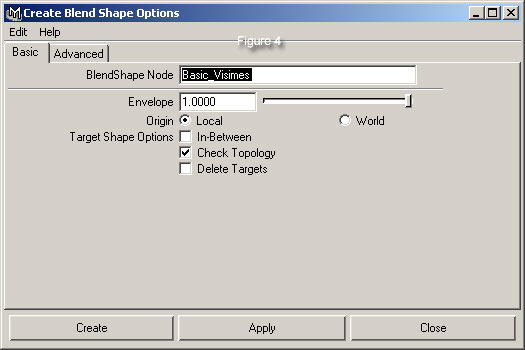 Create Blend Shape Options
Edit Help
Figure 4
Basic Advanced
BlendShape Node Basic_Visimes
Envelope 1.0000
Origin Local World
Target Shape Options In-Between
Check Topology
Delete Targets
Create Apply Close